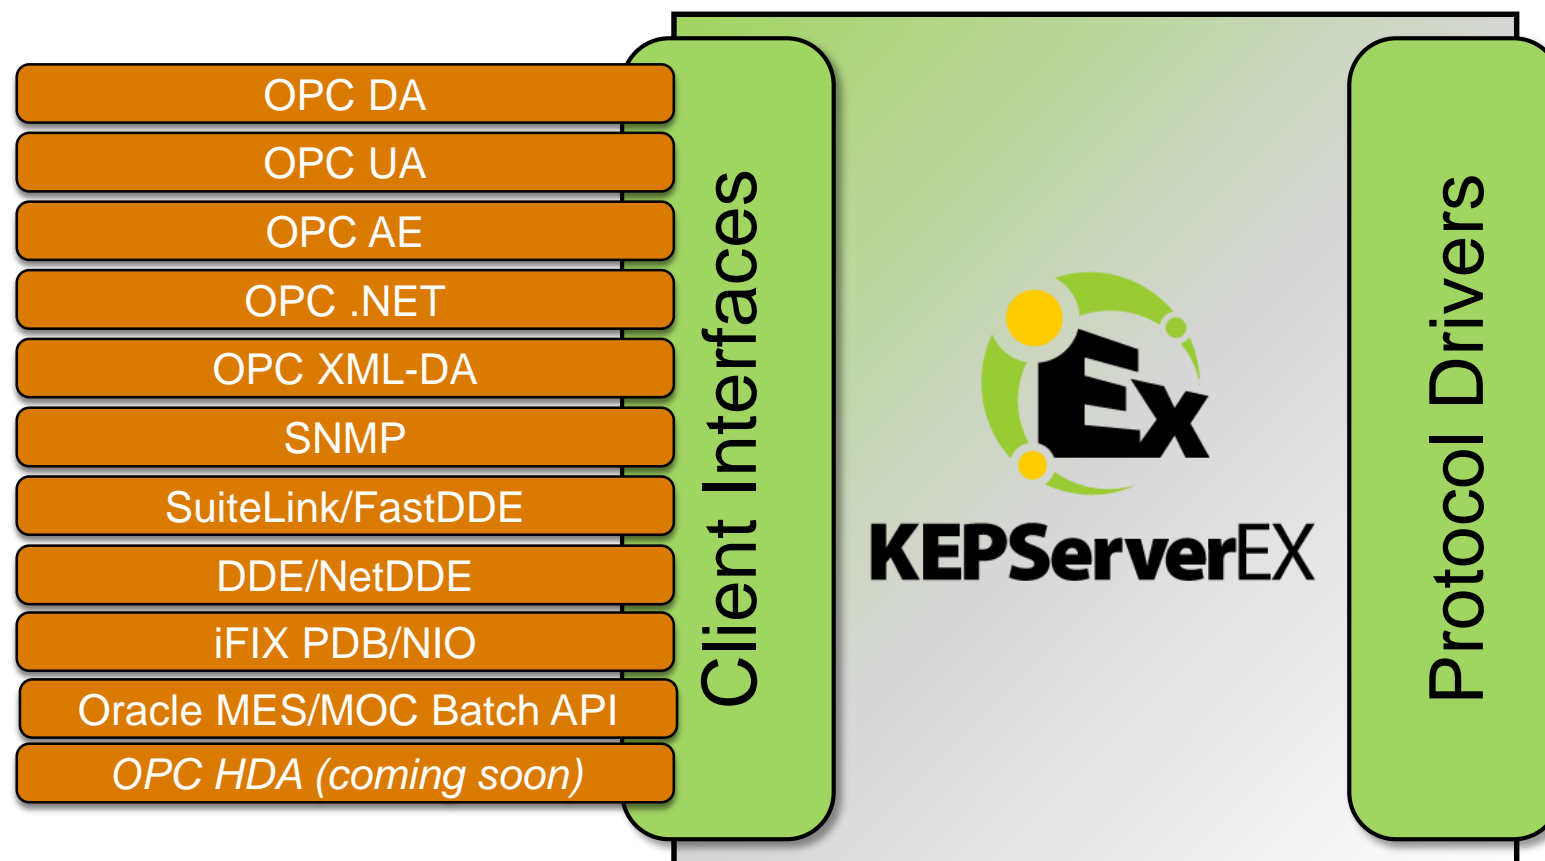 OPC DA
OPC UA
OPC AE
OPC .NET
OPC XML-DA
SNMP
SuiteLink/FastDDE
DDE/NetDDE
iFIX PDB/NIO
Oracle MES/MOC Batch API
OPC HDA (coming soon)
Client Interfaces
Ex
KEPServerEX
Protocol Drivers